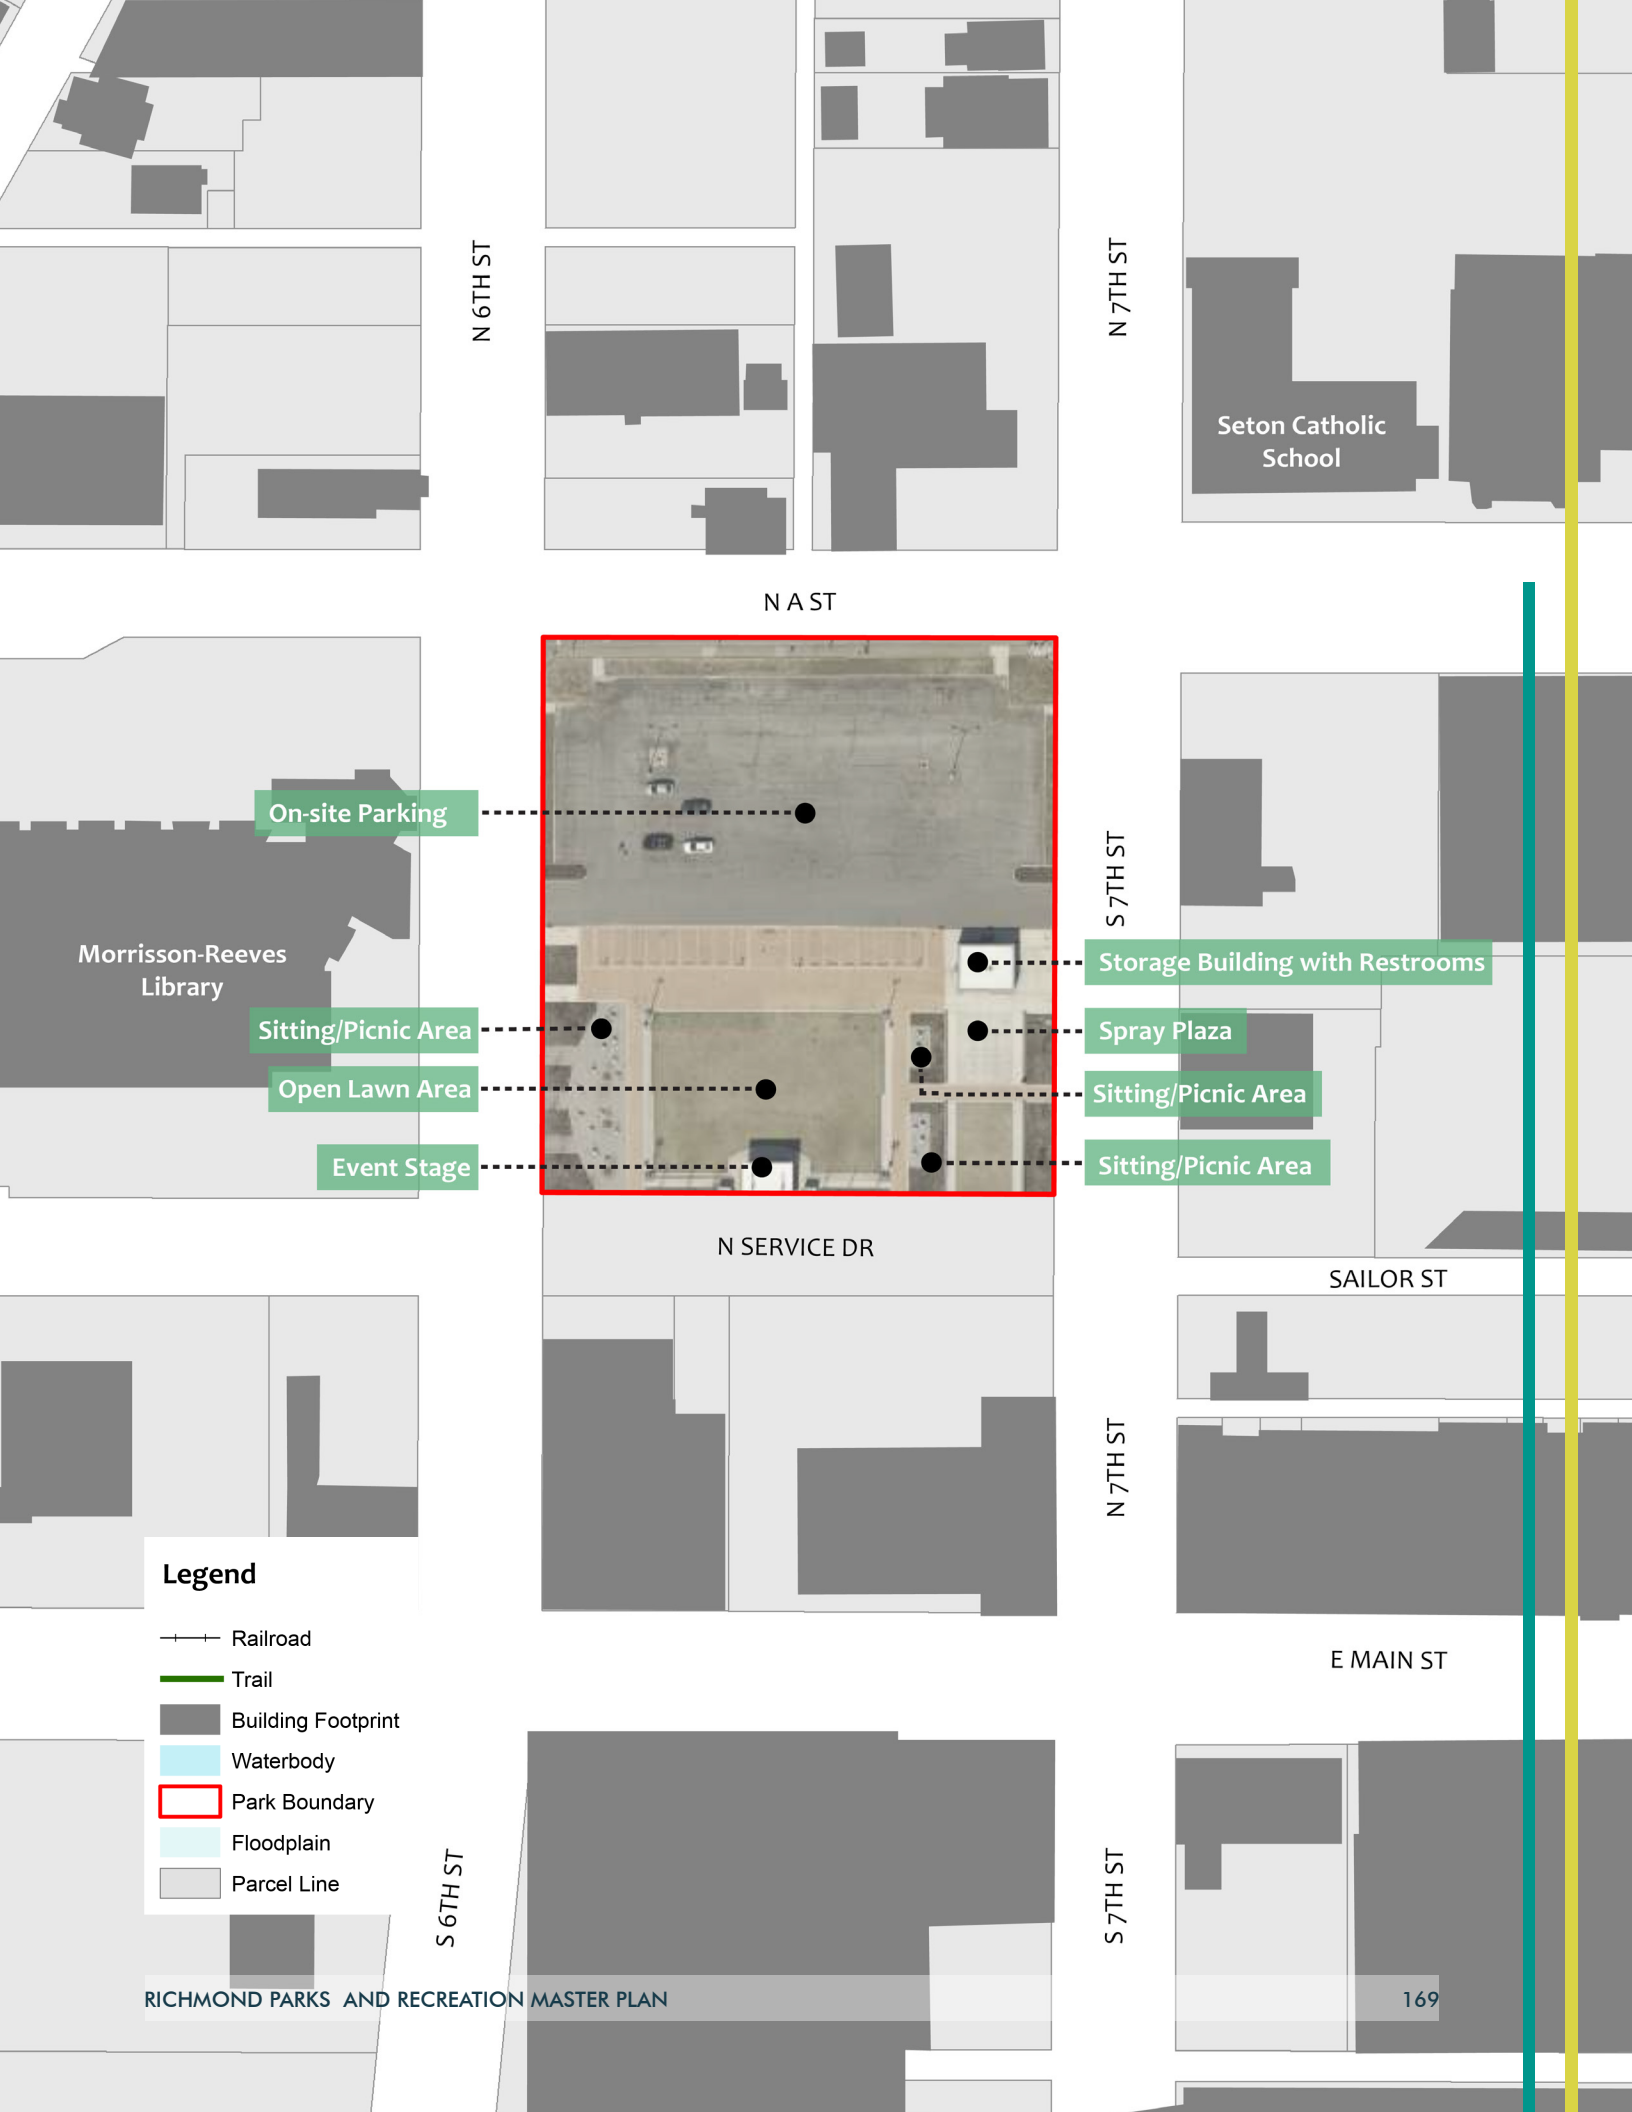 N 6TH ST
N 7TH ST
Seton Catholic
School
N A ST
On-site Parking
S 7TH ST
Morrisson-Reeves
Library
Storage Building with Restrooms
Sitting/Picnic Area
Spray Plaza
Open Lawn Area
Sitting/Picnic Area
Event Stage
Sitting/Picnic Area
N SERVICE DR
SAILOR ST
N 7TH ST
Legend
Railroad
Trail
Building Footprint
Waterbody
Park Boundary
Floodplain
Parcel Line
E MAIN ST
S 6TH ST
S 7TH ST
RICHMOND PARKS AND RECREATION MASTER PLAN
169